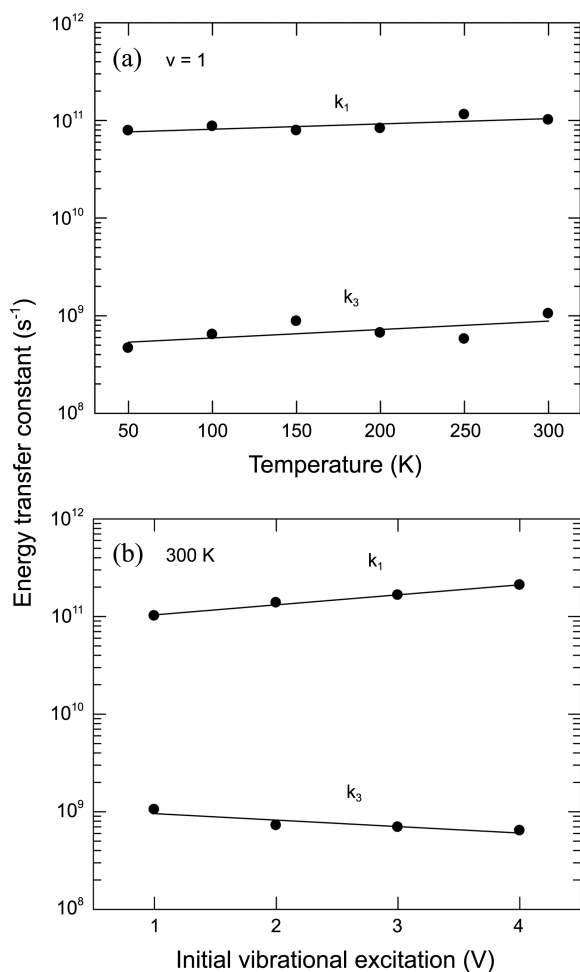 Energy transfer constant (s⁻¹)
(a) v = 1
10¹²
10¹¹
10¹⁰
10⁹
10⁸
k₁
k₃
50 100 150 200 250 300
Temperature (K)
(b) 300 K
10¹²
10¹¹
10¹⁰
10⁹
10⁸
k₁
k₃
1 2 3 4
Initial vibrational excitation (V)